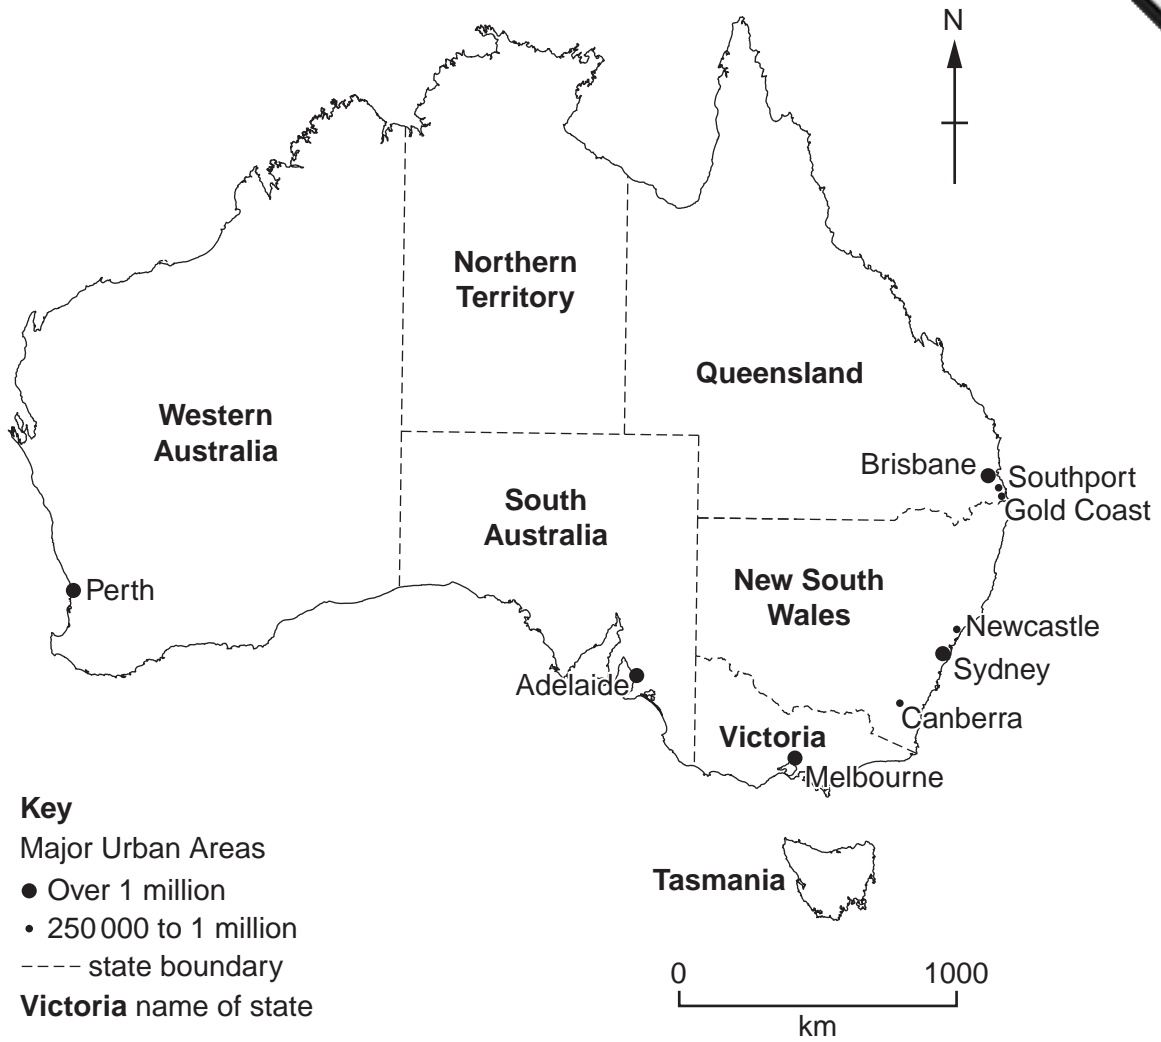 N
Northern
Territory
Queensland
Western
Australia
Brisbane
Southport
Gold Coast
South
Australia
New South
Wales
Perth
Newcastle
Sydney
Adelaide
Canberra
Victoria
Melbourne
Key
Major Urban Areas
Over 1 million
250 000 to 1 million
state boundary
Victoria name of state
Tasmania
0 1000
km